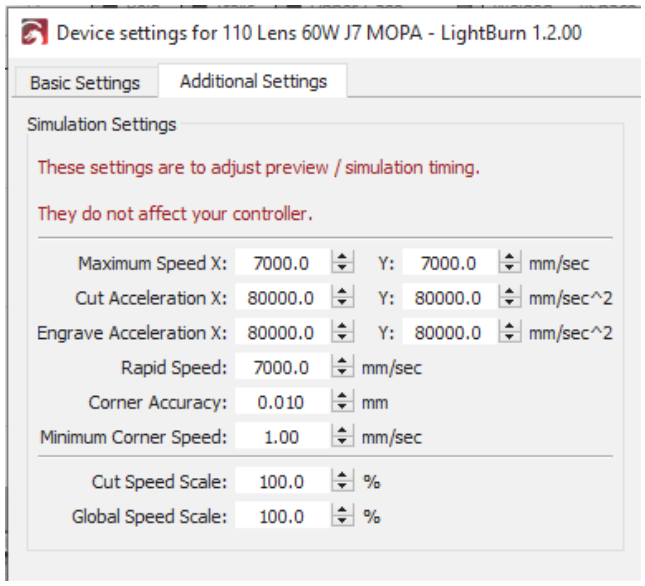 Device settings for 110 Lens 60W J7 MOPA - LightBurn 1.2.00
Basic Settings Additional Settings
Simulation Settings
These settings are to adjust preview / simulation timing.
They do not affect your controller.
Maximum Speed X: 7000.0 Y: 7000.0 mm/sec
Cut Acceleration X: 80000.0 Y: 80000.0 mm/sec^2
Engrave Acceleration X: 80000.0 Y: 80000.0 mm/sec^2
Rapid Speed: 7000.0 mm/sec
Corner Accuracy: 0.010 mm
Minimum Corner Speed: 1.00 mm/sec
Cut Speed Scale: 100.0 %
Global Speed Scale: 100.0 %